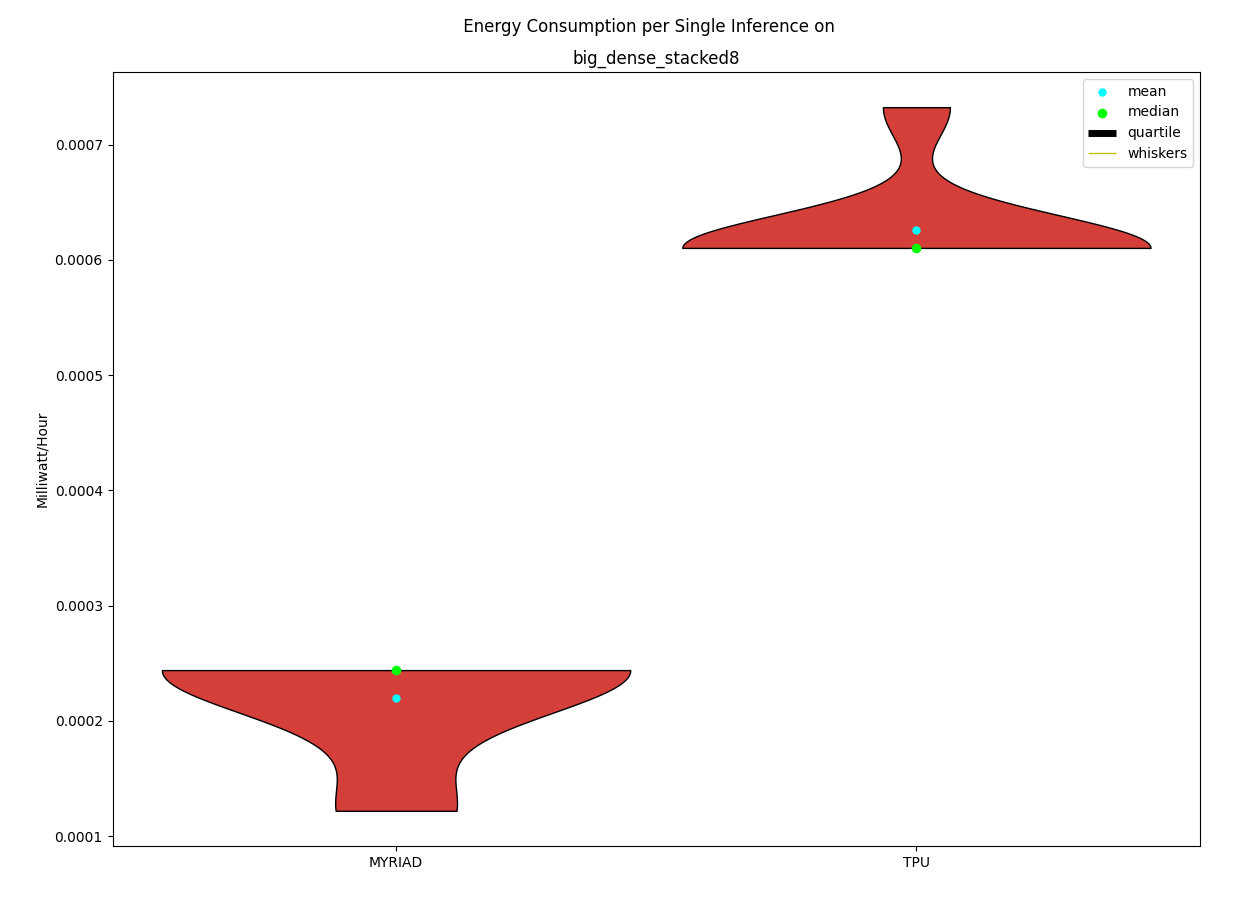 Energy Consumption per Single Inference on
big_dense_stacked8
mean
median
quartile
whiskers
0.0007
0.0006
0.0005
0.0004
0.0003
0.0002
0.0001
Milliwatt/Hour
MYRIAD
TPU